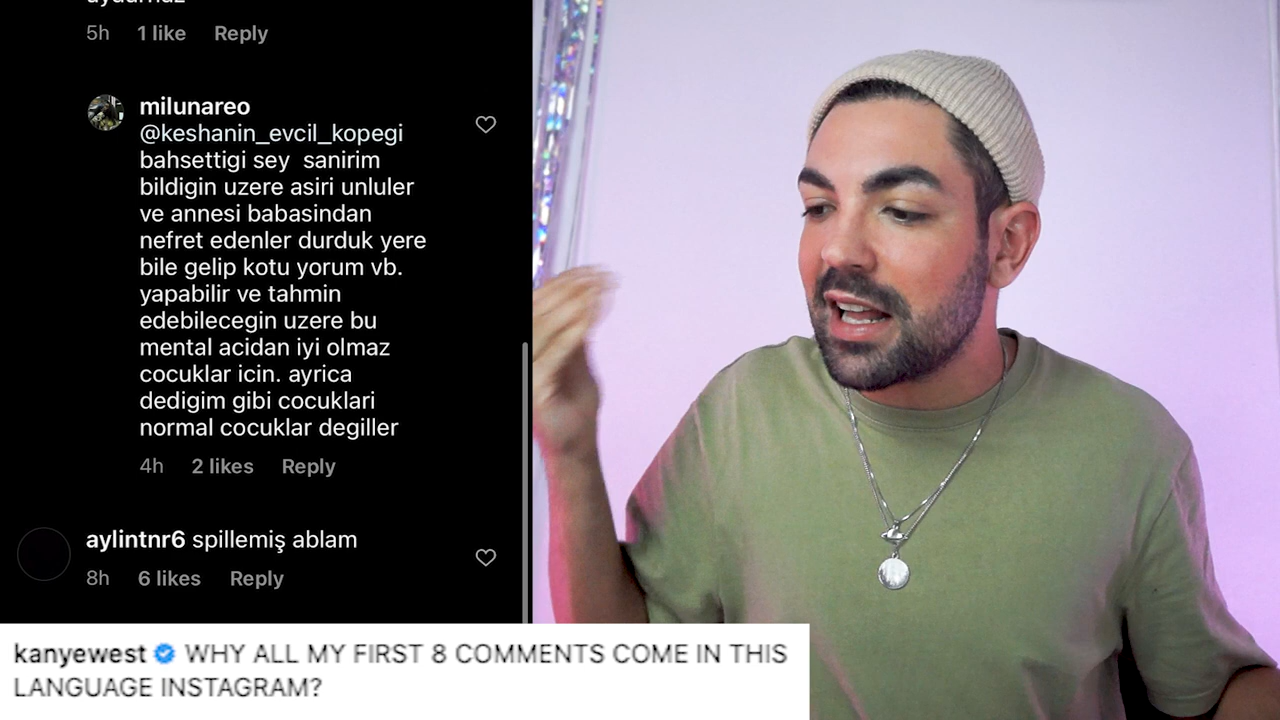 5h 1 like Reply
milunareo
@keshanin_evcil_kopegi
bahsettigi sey sanirim
bildigin uzere asiri unluler
ve annesi babasindan
nefret edenler durduk yere
bile gelip kotu yorum vb.
yapabilir ve tahmin
edebilecegin uzere bu
mental acidan iyi olmaz
cocuklar icin. ayrica
dedigim gibi cocuklari
normal cocuklar degiller
4h 2 likes Reply
aylintnr6 spillemiş ablam
8h 6 likes Reply
kanyewest WHY ALL MY FIRST 8 COMMENTS COME IN THIS
LANGUAGE INSTAGRAM?